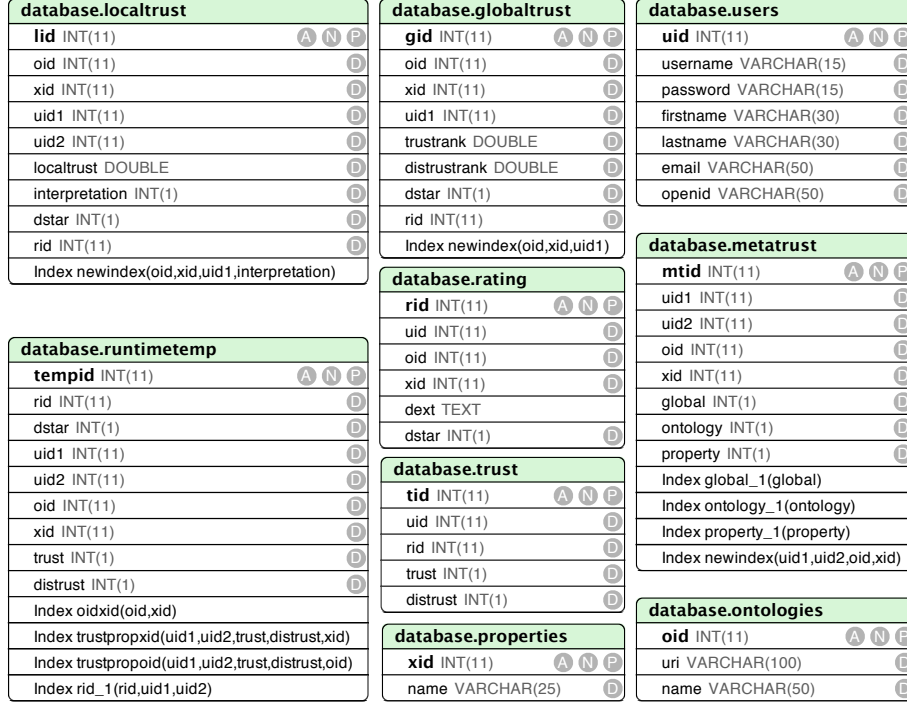 database.localtrust
lid INT(11) A N P
oid INT(11) D
xid INT(11) D
uid1 INT(11) D
uid2 INT(11) D
localtrust DOUBLE D
interpretation INT(1) D
dstar INT(1) D
rid INT(11) D
Index newindex(oid,xid,uid1,interpretation)
database.runtimetemp
tempid INT(11) A N P
rid INT(11) D
dstar INT(1) D
uid1 INT(11) D
uid2 INT(11) D
oid INT(11) D
xid INT(11) D
trust INT(1) D
distrust INT(1) D
Index oidxid(oid,xid)
Index trustpropxid(uid1,uid2,trust,distrust,xid)
Index trustpropoid(uid1,uid2,trust,distrust,oid)
Index rid_1(rid,uid1,uid2)
database.globaltrust
gid INT(11) A N P
oid INT(11) D
xid INT(11) D
uid1 INT(11) D
trustrank DOUBLE D
distrustrank DOUBLE D
dstar INT(1) D
rid INT(11) D
Index newindex(oid,xid,uid1)
database.rating
rid INT(11) A N P
uid INT(11) D
oid INT(11) D
xid INT(11) D
dext TEXT
dstar INT(1) D
database.trust
tid INT(11) A N P
uid INT(11) D
rid INT(11) D
trust INT(1) D
distrust INT(1) D
database.properties
xid INT(11) A N P
name VARCHAR(25) D
database.users
uid INT(11) A N P
username VARCHAR(15) D
password VARCHAR(15) D
firstname VARCHAR(30) D
lastname VARCHAR(30) D
email VARCHAR(50) D
openid VARCHAR(50) D
database.metatrust
mtid INT(11) A N P
uid1 INT(11) D
uid2 INT(11) D
oid INT(11) D
xid INT(11) D
global INT(1) D
ontology INT(1) D
property INT(1) D
Index global_1(global)
Index ontology_1(ontology)
Index property_1(property)
Index newindex(uid1,uid2,oid,xid)
database.ontologies
oid INT(11) A N P
uri VARCHAR(100) D
name VARCHAR(50) D